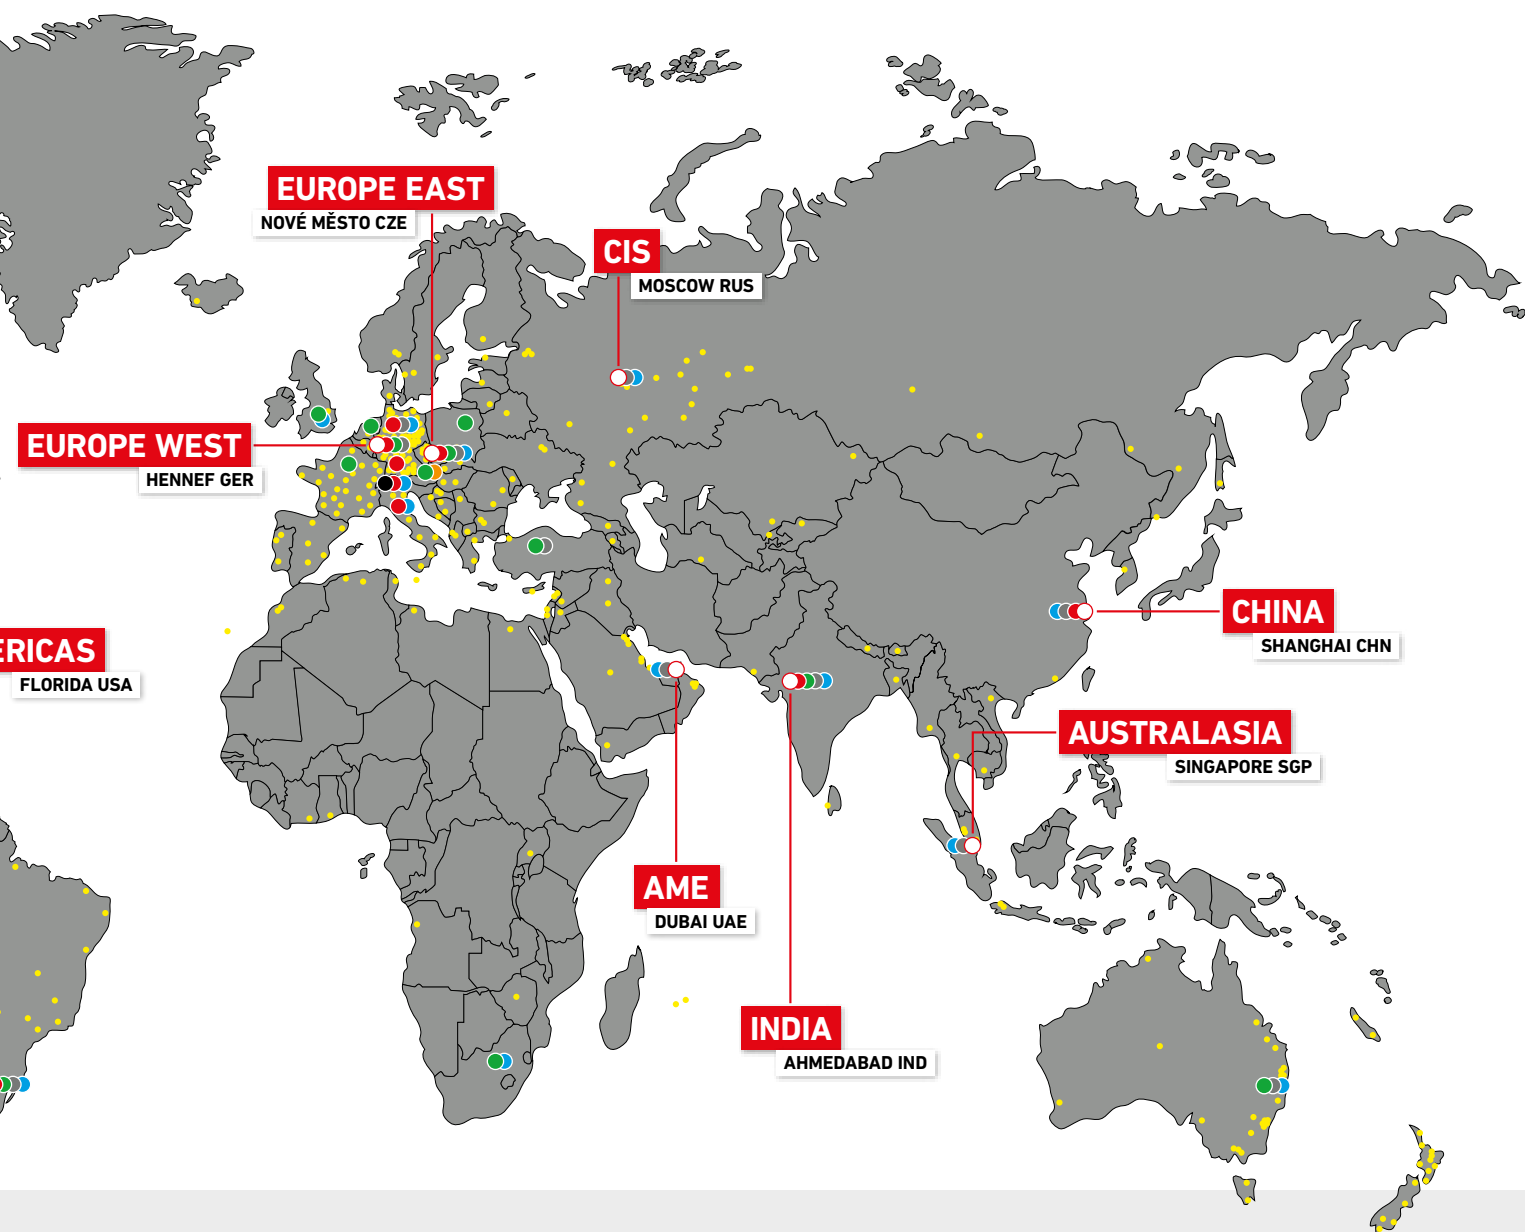 EUROPE EAST
NOVÉ MĚSTO CZE
CIS
MOSCOW RUS
EUROPE WEST
HENNEF GER
CHINA
SHANGHAI CHN
ERICAS
FLORIDA USA
AUSTRALASIA
SINGAPORE SGP
AME
DUBAI UAE
INDIA
AHMEDABAD IND